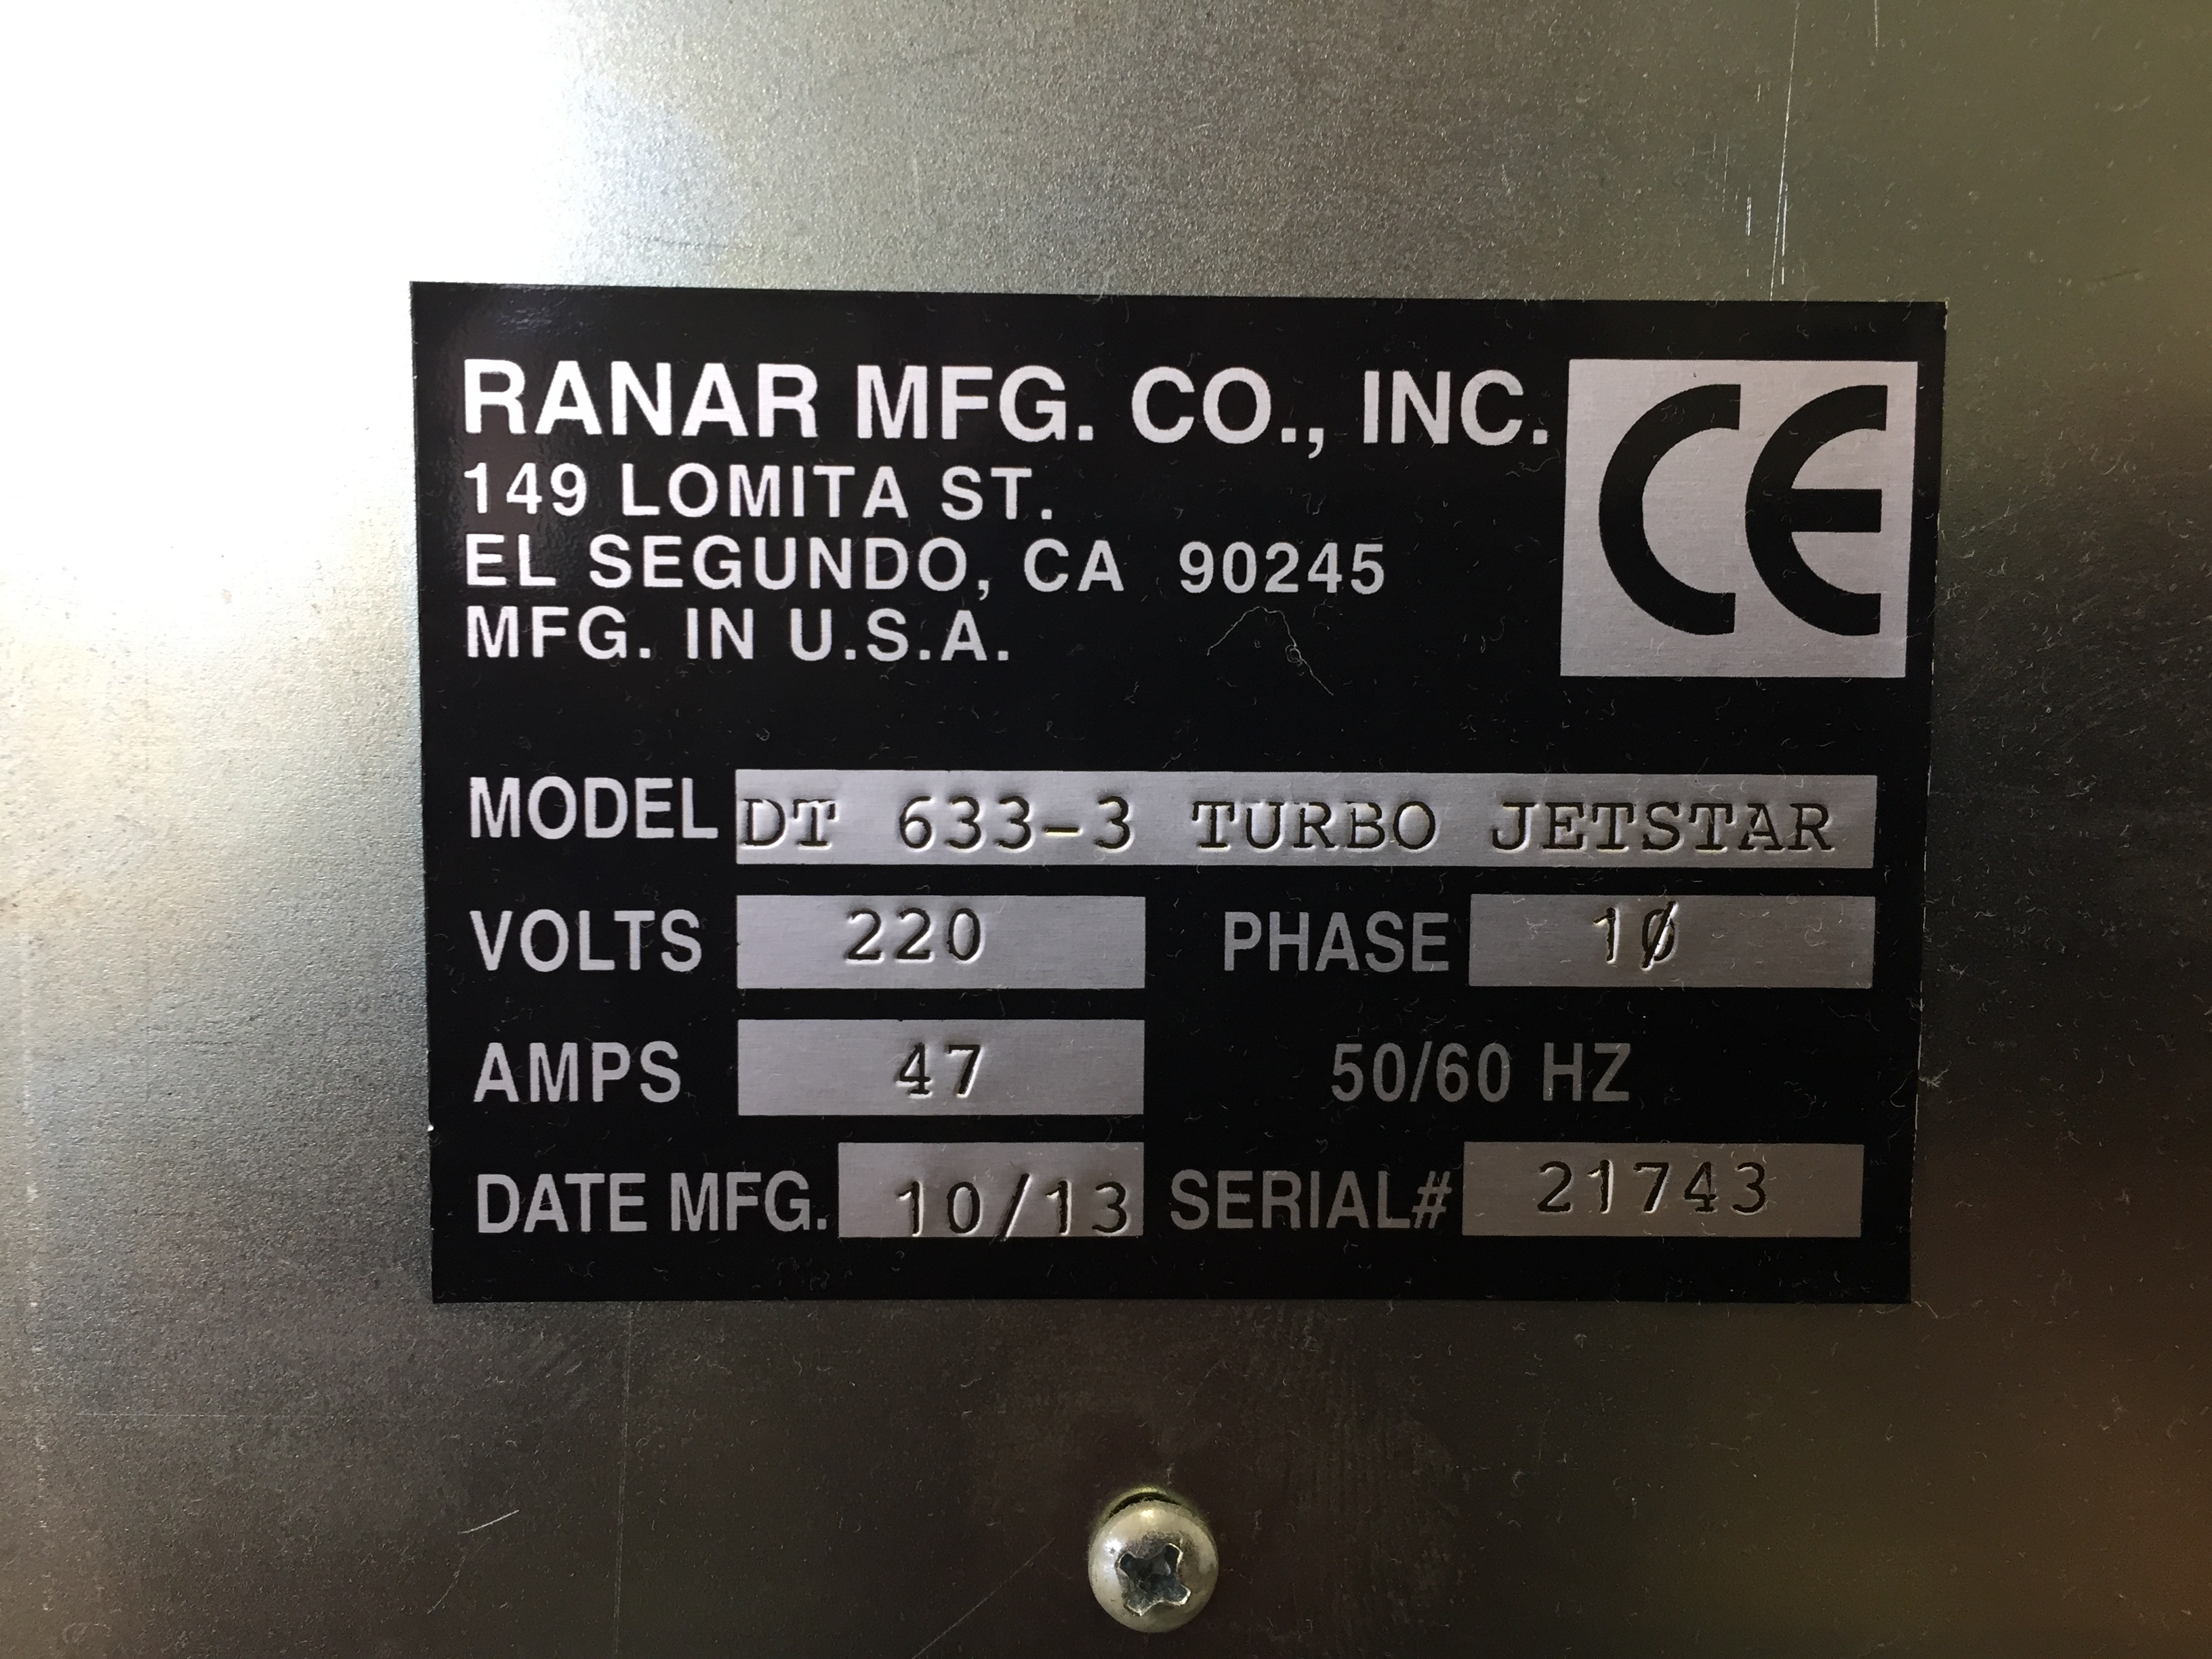 RANAR MFG. CO., INC.
CE
149 LOMITA ST.
EL SEGUNDO, CA 90245
MFG. IN U.S.A.
MODEL DT 633-3 TURBO JETSTAR
VOLTS 220 PHASE 1Ø
AMPS 47 50/60 HZ
DATE MFG. 10/13 SERIAL# 21743